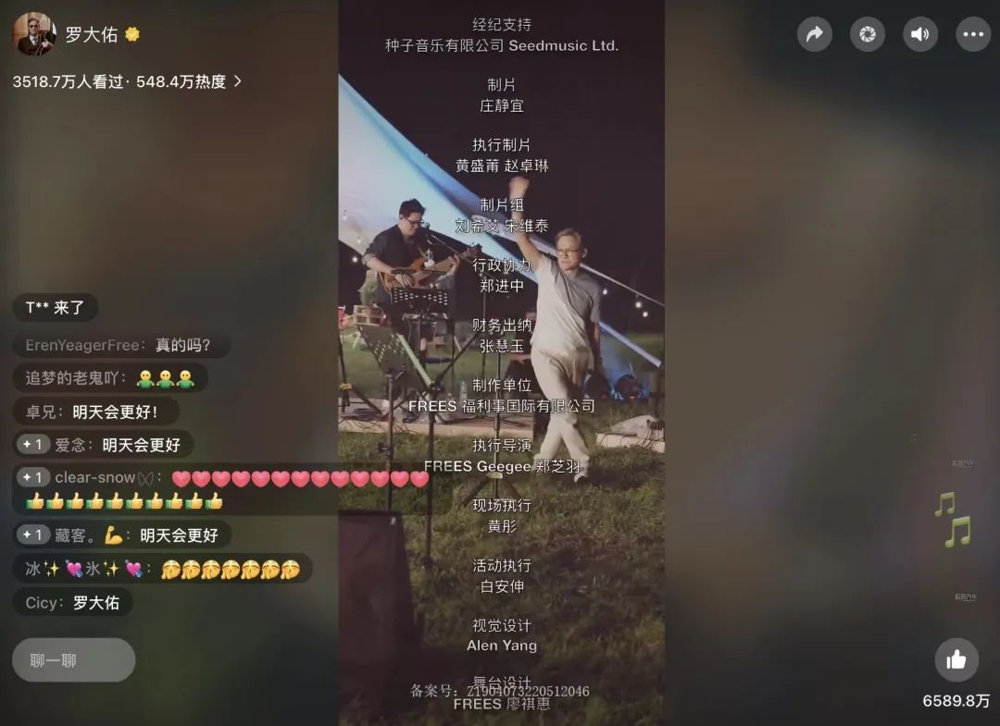 罗大佑
3518.7万人看过· 548.4万热度
经纪支持
种子音乐有限公司 Seedmusic Ltd.
制片
庄静宜
执行制片
黄盛莆 赵卓琳
制片组
刘希艾 宋维泰
行政协力
郑进中
财务出纳
张慧玉
制作单位
FREES 福利事国际有限公司
执行导演
FREES Geegee 郑芝羽
现场执行
黄彤
活动执行
白安伸
视觉设计
Alen Yang
舞台设计
备案号：Z1904073220512046
FREES 廖祺惠
T** 来了
ErenYeagerFree：真的吗？
追梦的老鬼吖：
卓兄：明天会更好！
+1 爱念：明天会更好
+1 clear-snow：
+1 藏客。：明天会更好
冰✨💘氷✨💘：
Cicy：罗大佑
聊一聊
6589.8万